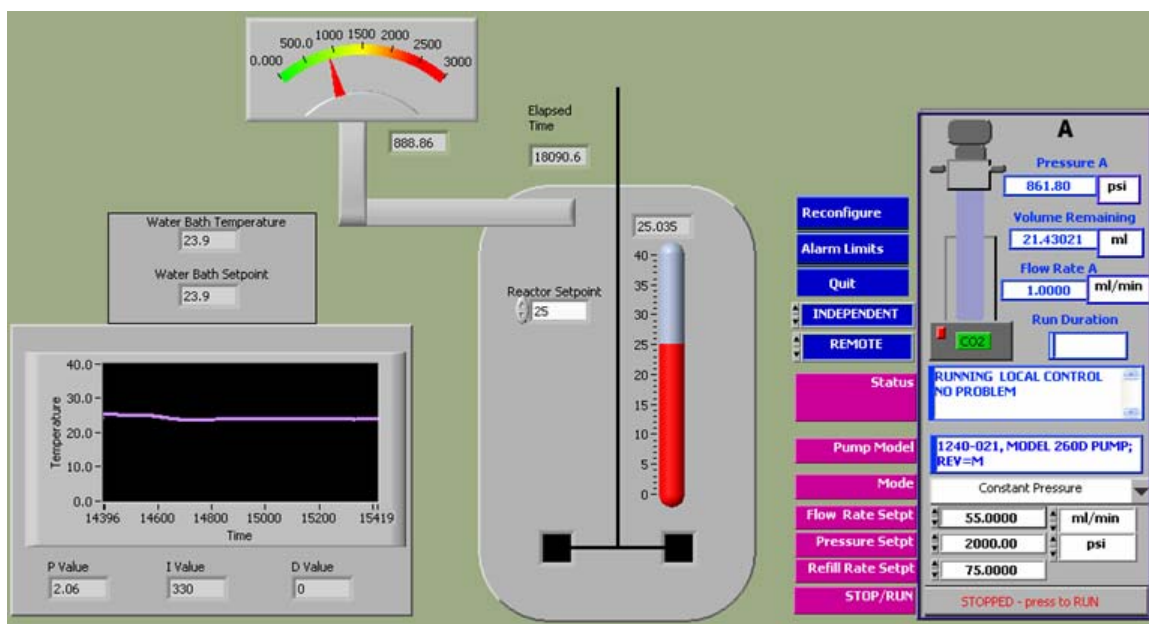 0.000 500.0 1000 1500 2000 2500 3000
888.86
Elapsed
Time
18090.6
Water Bath Temperature
23.9
Water Bath Setpoint
23.9
40.0
30.0
20.0
10.0
0.0
Temperature
14396 14600 14800 15000 15200 15419
Time
P Value
2.06
I Value
330
D Value
0
25.035
Reactor Setpoint
25
40
35
30
25
20
15
10
5
0
Reconfigure
Alarm Limits
Quit
INDEPENDENT
REMOTE
Status
Pump Model
Mode
Flow Rate Setpt
Pressure Setpt
Refill Rate Setpt
STOP/RUN
A
Pressure A
861.80 psi
Volume Remaining
21.43021 ml
Flow Rate A
1.0000 ml/min
Run Duration
CO2
RUNNING LOCAL CONTROL
NO PROBLEM
1240-021, MODEL 260D PUMP;
REV=M
Constant Pressure
55.0000 ml/min
2000.00 psi
75.0000
STOPPED - press to RUN